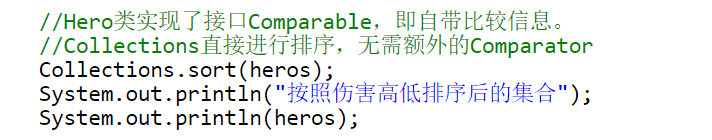 //Hero类实现了接口Comparable，即自带比较信息。
//Collections直接进行排序，无需额外的Comparator
Collections.sort(heros);
System.out.println("按照伤害高低排序后的集合");
System.out.println(heros);